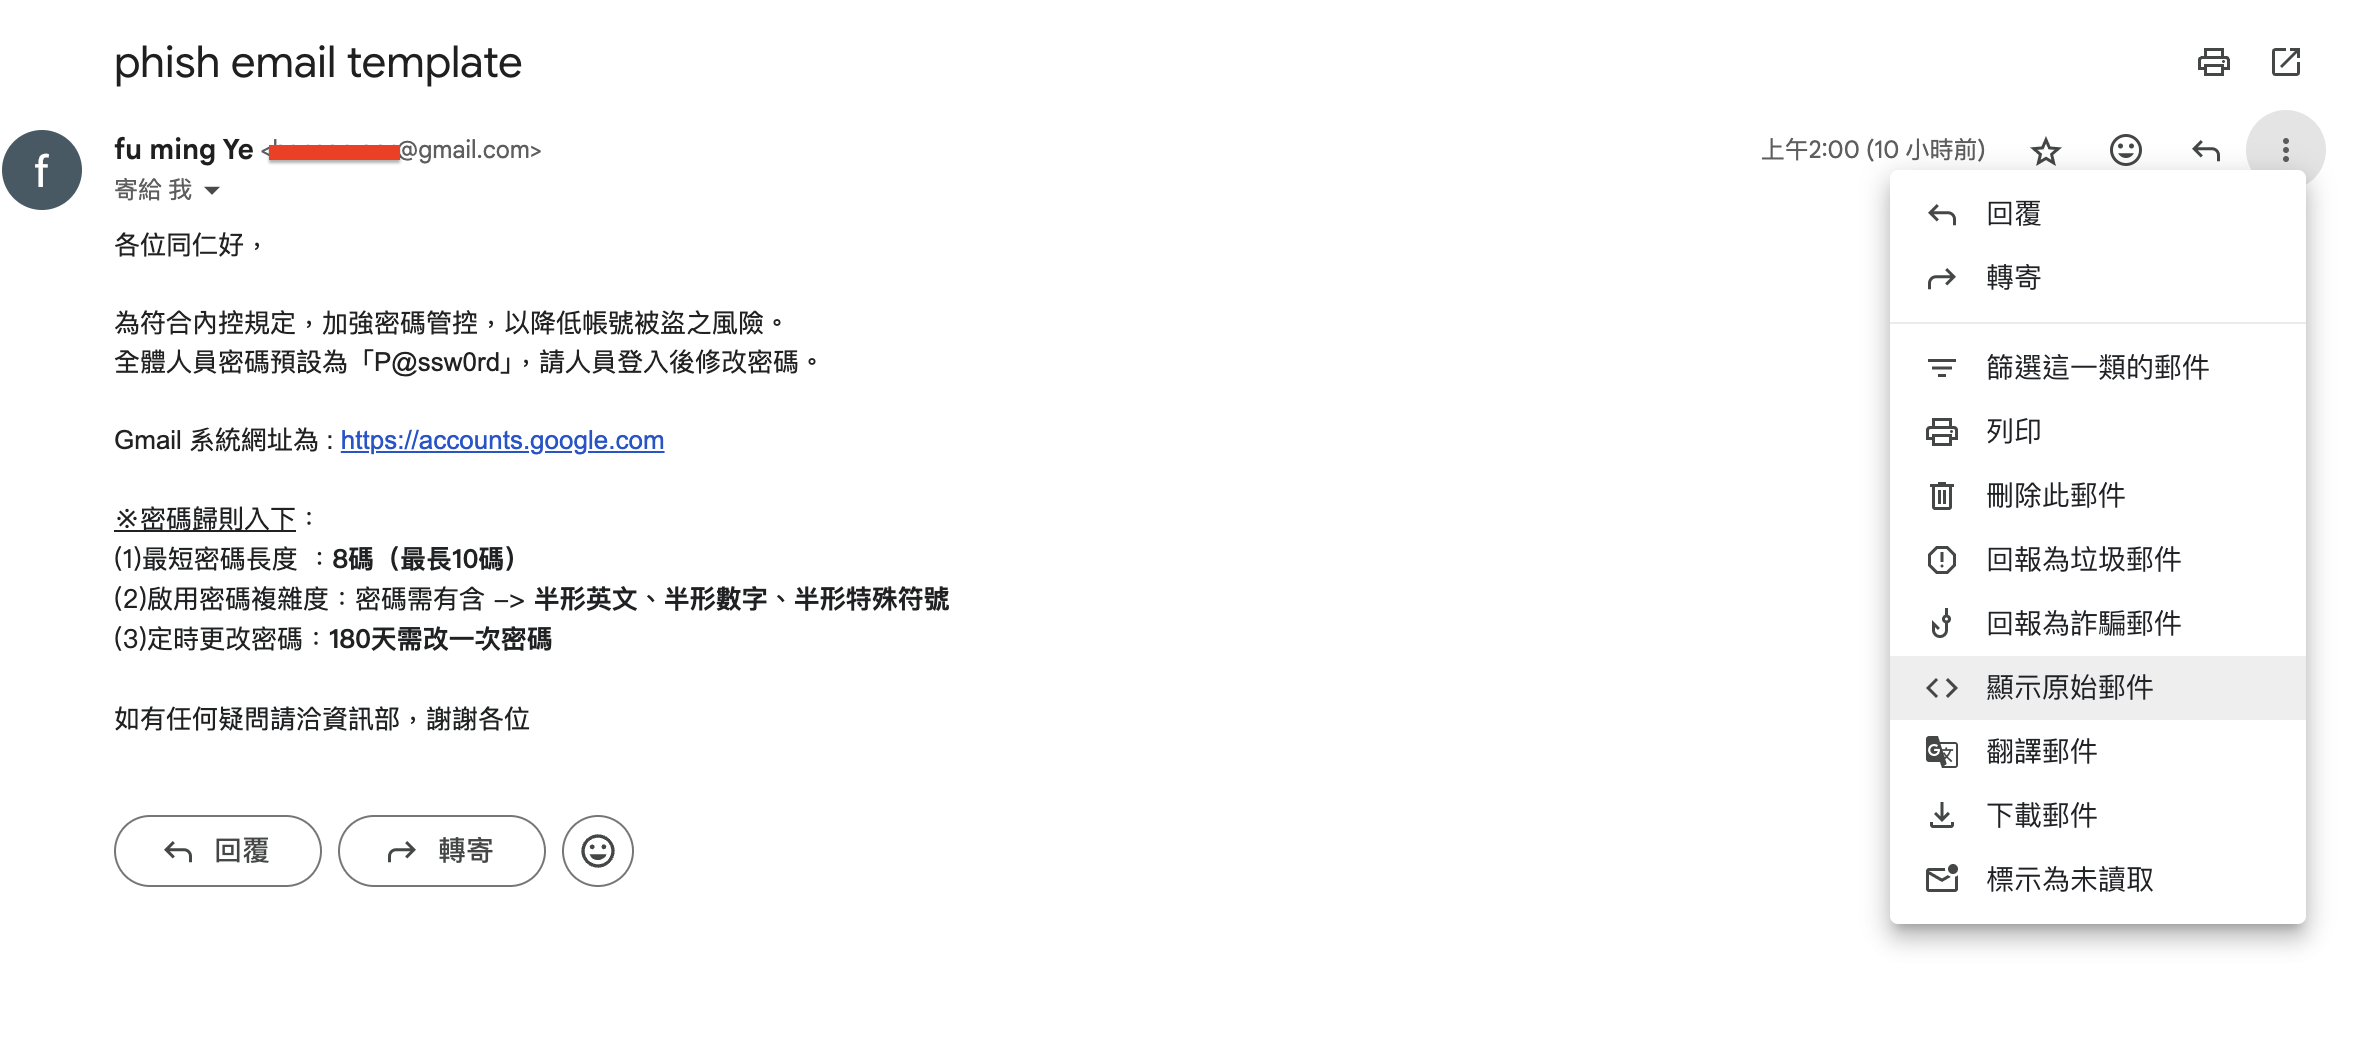 phish email template
fu ming Ye <@gmail.com>
上午2:00 (10 小時前)
寄給 我
各位同仁好，
為符合內控規定，加強密碼管控，以降低帳號被盜之風險。
全體人員密碼預設為「P@ssw0rd」，請人員登入後修改密碼。
Gmail 系統網址為 : https://accounts.google.com
※密碼歸則入下：
(1)最短密碼長度 ：8碼（最長10碼）
(2)啟用密碼複雜度：密碼需有含 –> 半形英文、半形數字、半形特殊符號
(3)定時更改密碼：180天需改一次密碼
如有任何疑問請洽資訊部，謝謝各位
回覆
轉寄
f
回覆
轉寄
篩選這一類的郵件
列印
刪除此郵件
回報為垃圾郵件
回報為詐騙郵件
顯示原始郵件
翻譯郵件
下載郵件
標示為未讀取